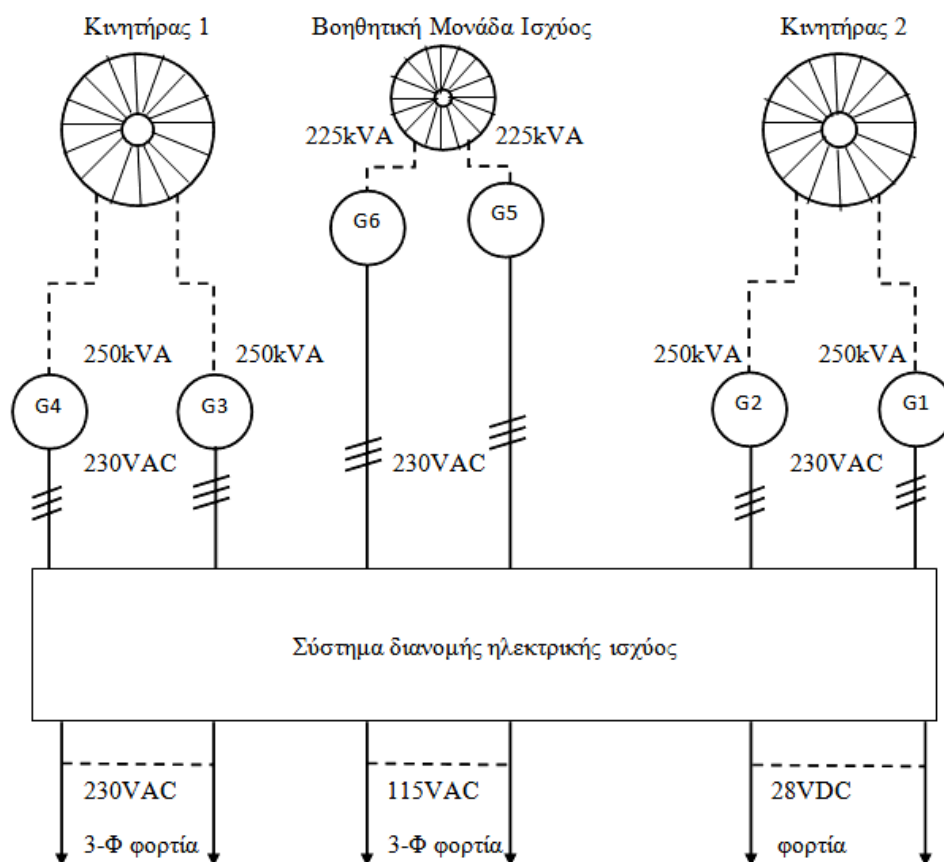 Κινητήρας 1
Βοηθητική Μονάδα Ισχύος
Κινητήρας 2
225kVA
225kVA
G6
G5
250kVA
250kVA
250kVA
250kVA
G4
G3
G2
G1
230VAC
230VAC
230VAC
Σύστημα διανομής ηλεκτρικής ισχύος
230VAC
115VAC
28VDC
3-Φ φορτία
3-Φ φορτία
φορτία